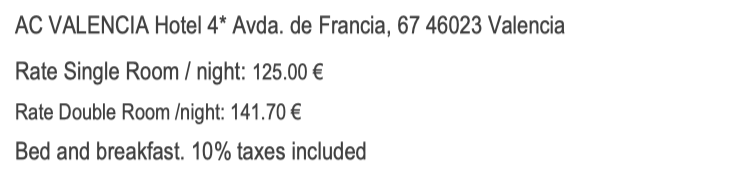 AC VALENCIA Hotel 4* Avda. de Francia, 67 46023 Valencia
Rate Single Room / night: 125.00 €
Rate Double Room /night: 141.70 €
Bed and breakfast. 10% taxes included